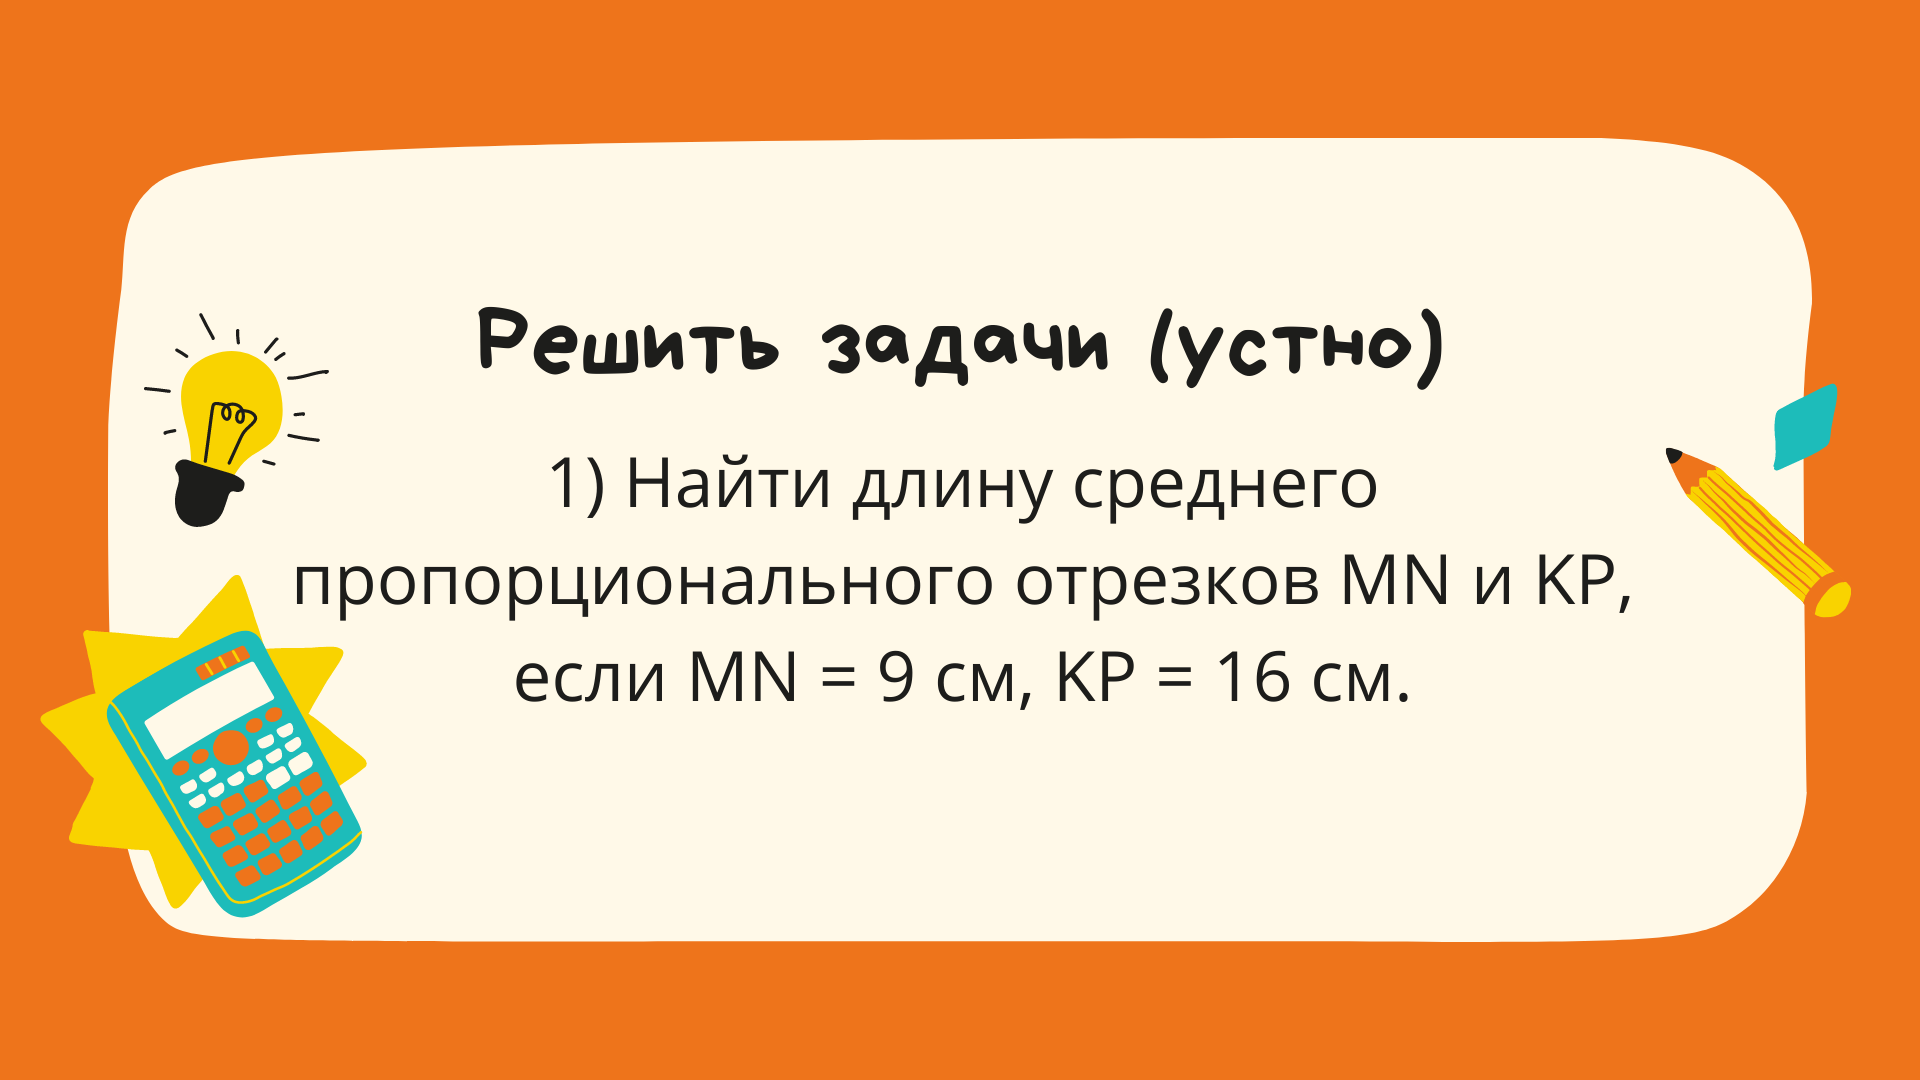 Решить задачи (устно)
1) Найти длину среднего
пропорционального отрезков MN и KP,
если MN = 9 см, KP = 16 см.